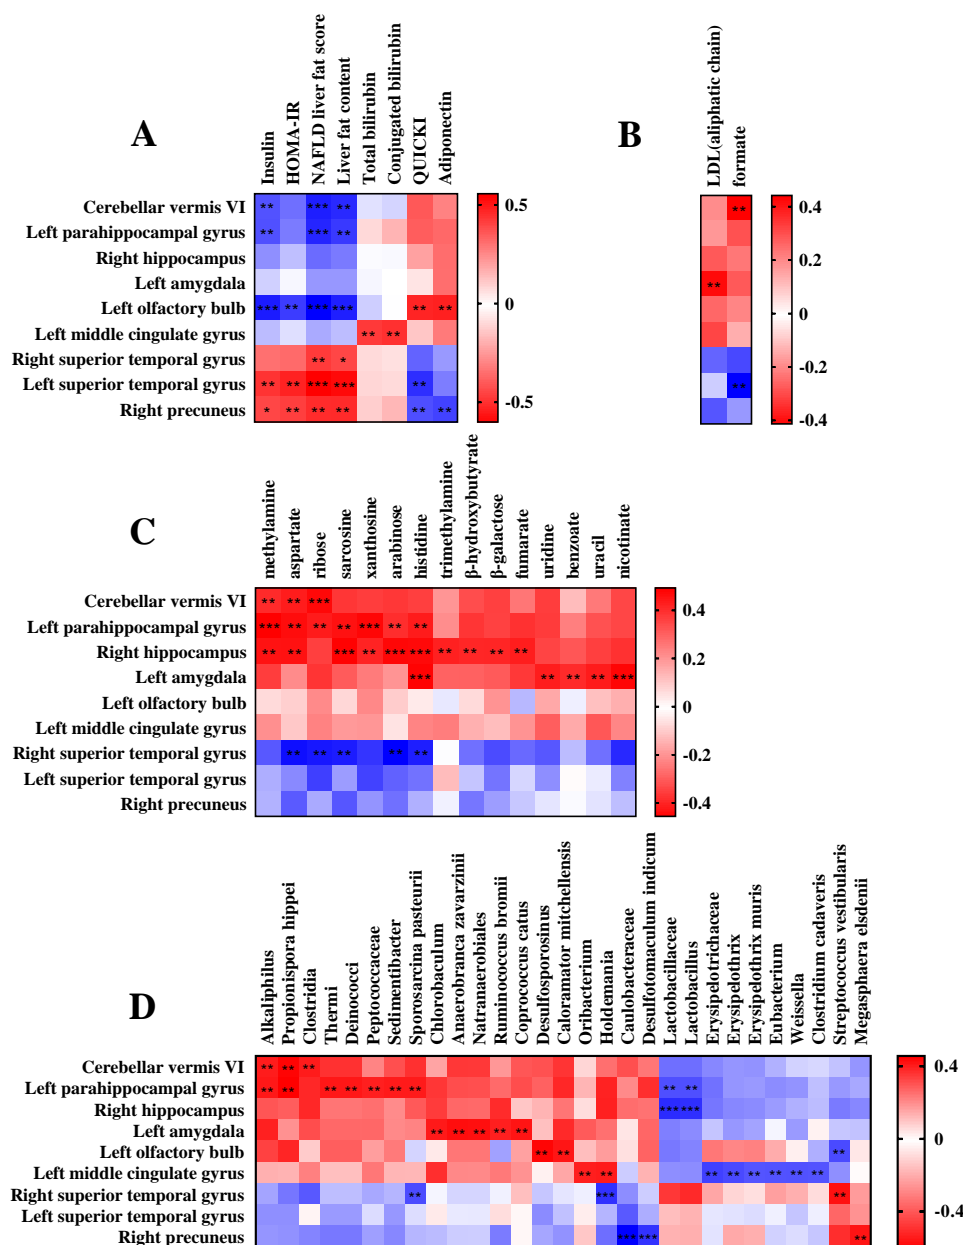 A
Insulin
HOMA-IR
NAFLD liver fat score
Liver fat content
Total bilirubin
Conjugated bilirubin
QUICKI
Adiponectin
Cerebellar vermis VI
** *** **
Left parahippocampal gyrus
** *** **
Right hippocampus
Left amygdala
Left olfactory bulb
*** ** *** *** ** **
Left middle cingulate gyrus
** **
Right superior temporal gyrus
** *
Left superior temporal gyrus
** ** *** *** **
Right precuneus
* ** ** ** ** **
0.5
0
-0.5
B
LDL(aliphatic chain)
formate
**
**
**
0.4
0.2
0
-0.2
-0.4
C
methylamine
aspartate
ribose
sarcosine
xanthosine
arabinose
histidine
trimethylamine
β-hydroxybutyrate
β-galactose
fumarate
uridine
benzoate
uracil
nicotinate
Cerebellar vermis VI
** ** ***
Left parahippocampal gyrus
*** ** ** ** *** ** **
Right hippocampus
** ** *** ** *** *** ** ** ** **
Left amygdala
*** ** ** ** ***
Left olfactory bulb
Left middle cingulate gyrus
Right superior temporal gyrus
** ** ** ** **
Left superior temporal gyrus
Right precuneus
0.4
0.2
0
-0.2
-0.4
D
Alkaliphilus
Propionispora hippei
Clostridia
Thermi
Deinococci
Peptococcaceae
Sedimentibacter
Sporosarcina pasteurii
Chlorobaculum
Anaerobranca zavarzinii
Natranaerobiales
Ruminococcus bromii
Coprococcus catus
Desulfosporosinus
Caloramator mitchellensis
Oribacterium
Holdemania
Caulobacteraceae
Desulfotomaculum indicum
Lactobacillaceae
Lactobacillus
Erysipelotrichaceae
Erysipelothrix
Erysipelothrix muris
Eubacterium
Weissella
Clostridium cadaveris
Streptococcus vestibularis
Megasphaera elsdenii
Cerebellar vermis VI
** ** **
Left parahippocampal gyrus
** ** ** ** ** ** ** ** **
Right hippocampus
*** ***
Left amygdala
** ** ** ** **
Left olfactory bulb
** ** **
Left middle cingulate gyrus
** ** ** ** ** ** ** **
Right superior temporal gyrus
** *** **
Left superior temporal gyrus
Right precuneus
*** *** **
0.4
0
-0.4